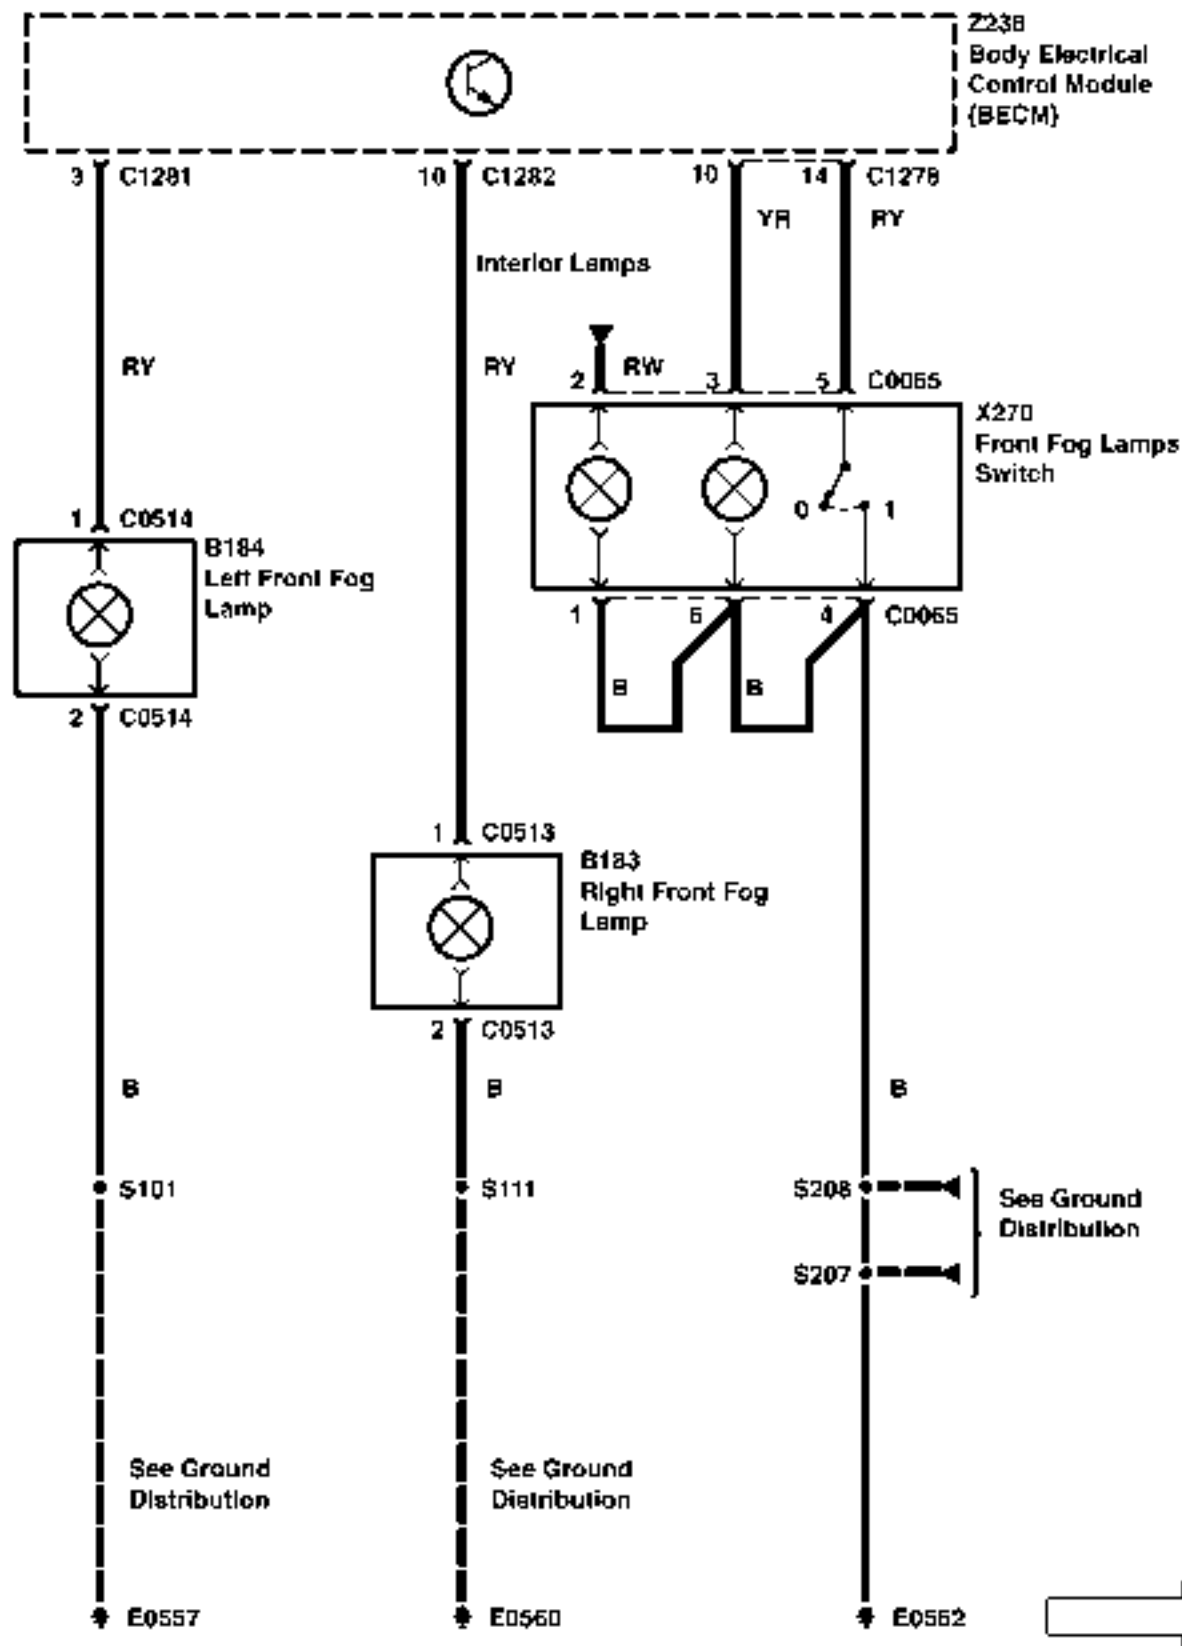 Z238
Body Electrical
Control Module
(BECM)
3 C1281
10 C1282
10 14 C1278
YR RY
Interior Lamps
RY
RY
2 RW 3 5 C0065
X270
Front Fog Lamps
Switch
0 1
1 C0514
B184
Left Front Fog
Lamp
1 6 4 C0065
B B
2 C0514
1 C0513
B183
Right Front Fog
Lamp
2 C0513
B B B
S101 S111 S208
See Ground
Distribution
S207
See Ground
Distribution
See Ground
Distribution
E0557 E0560 E0562